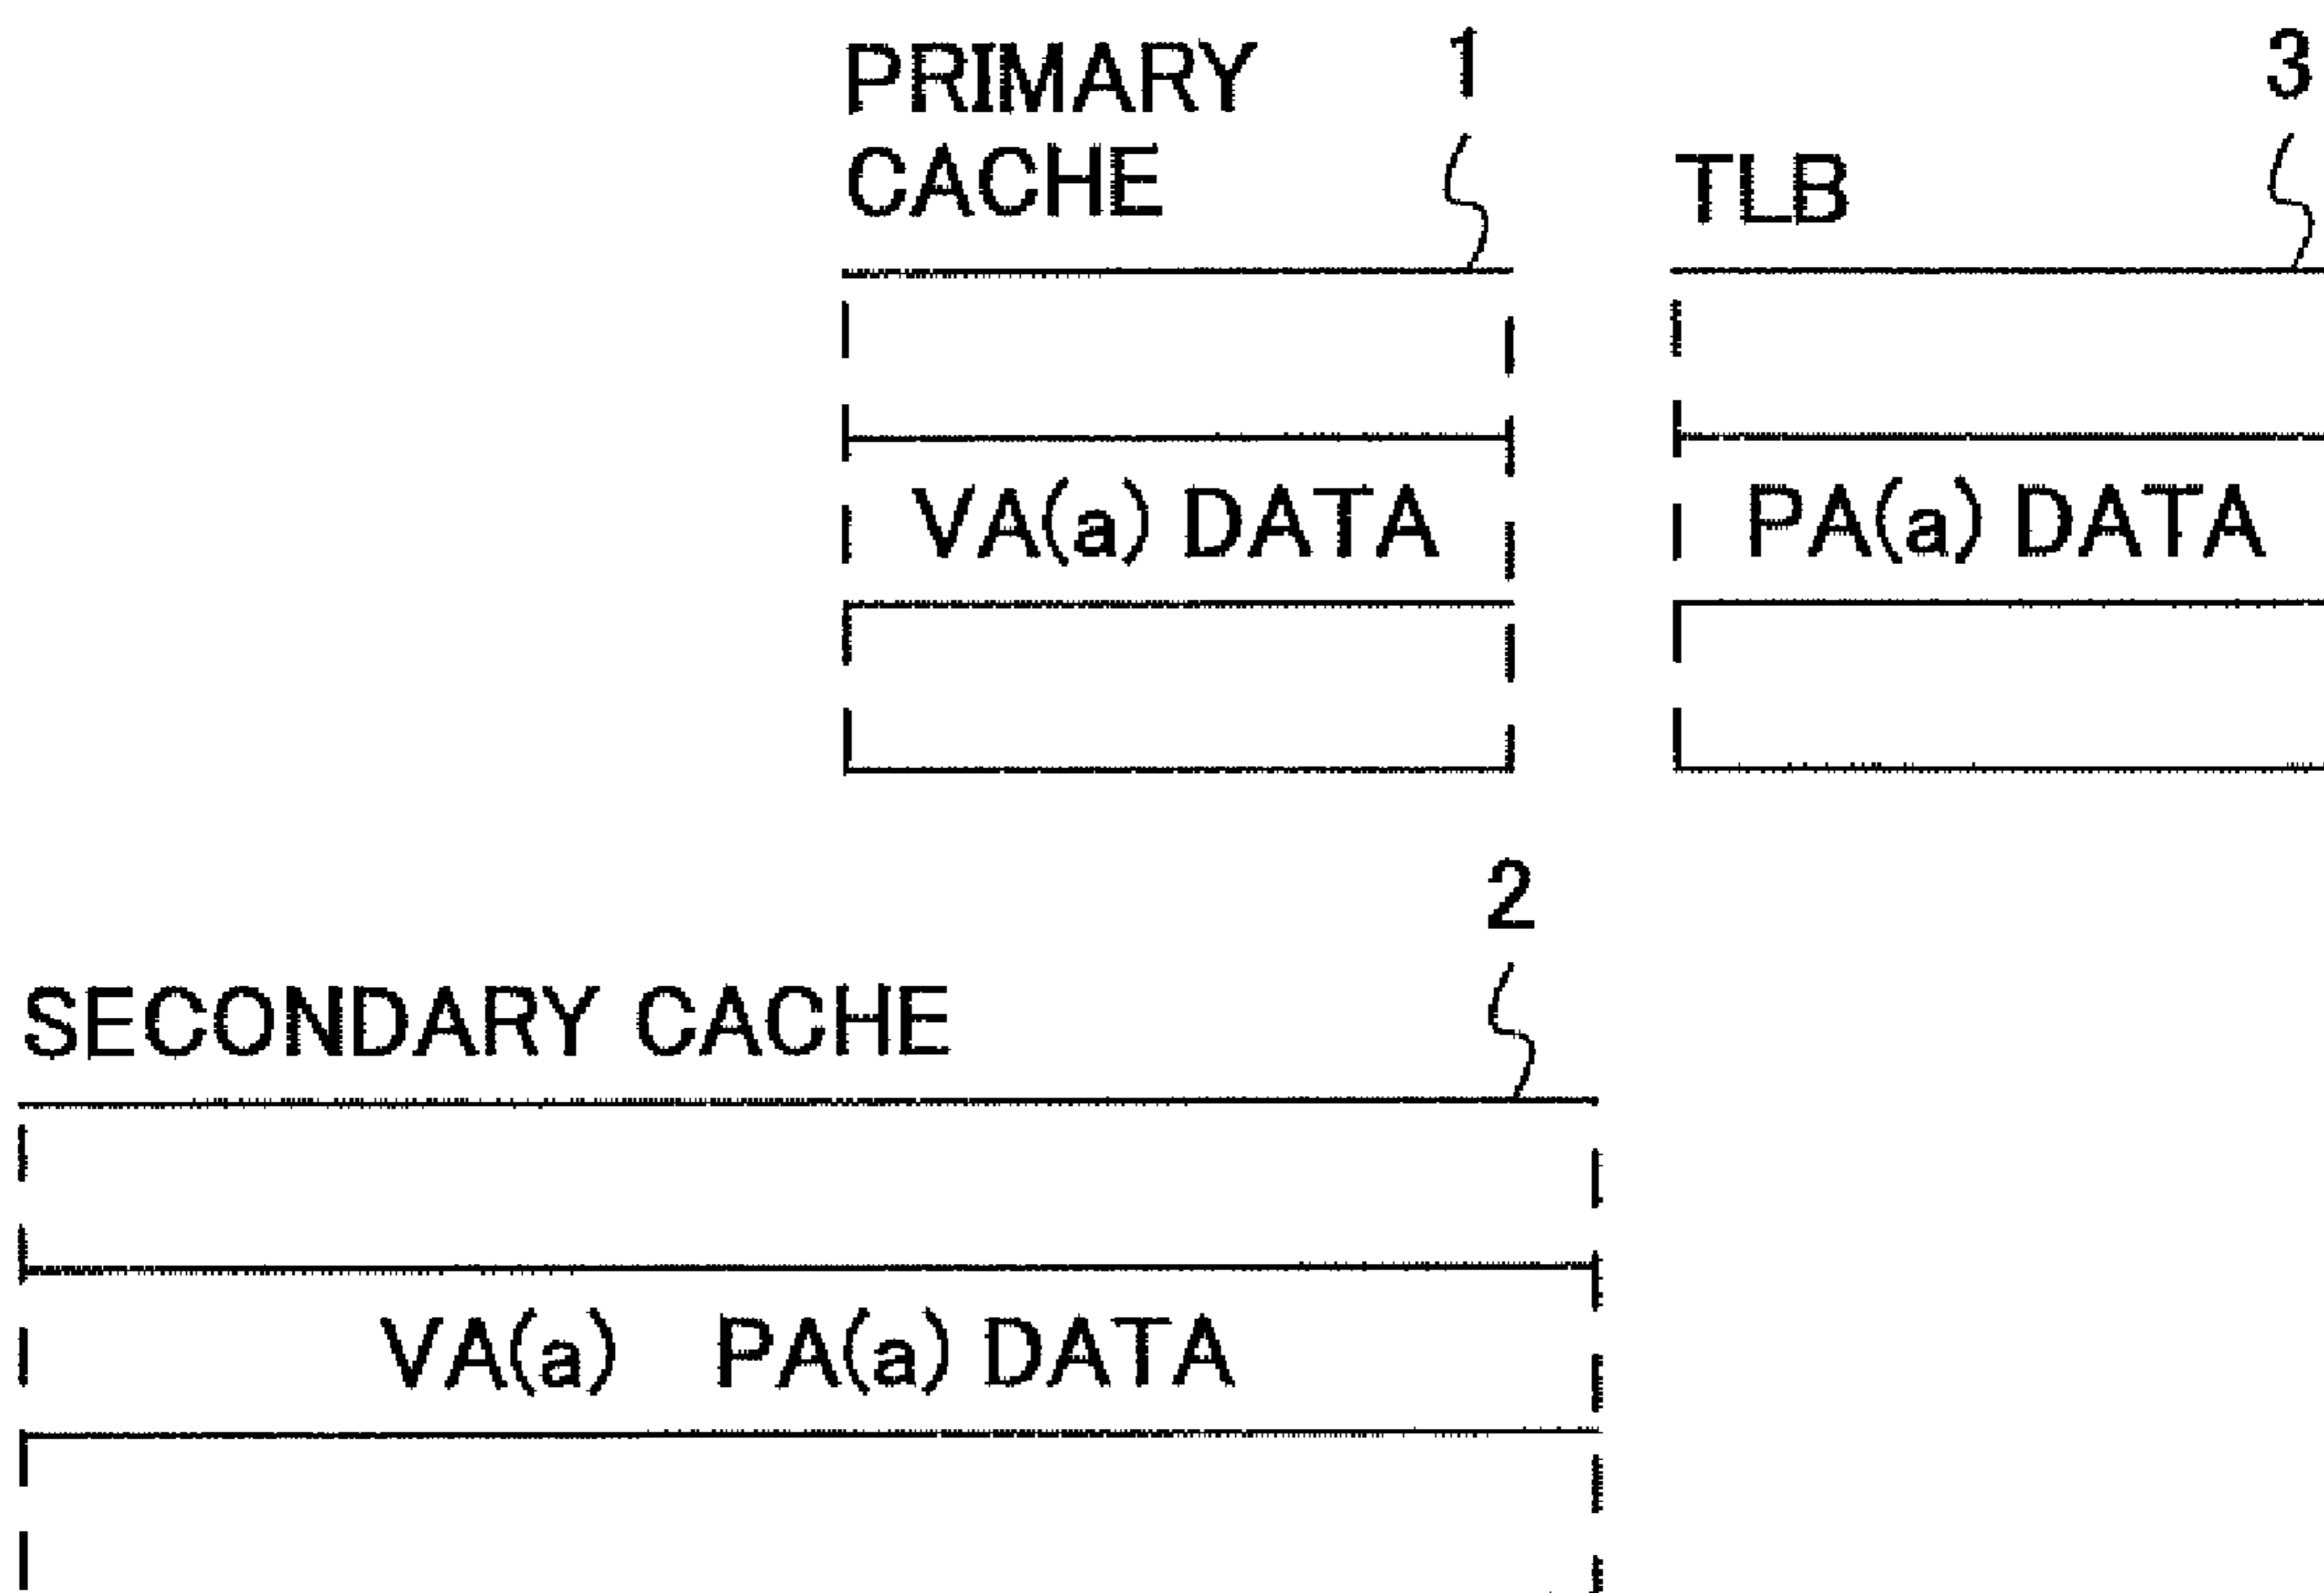 PRIMARY
CACHE
1
TLB
3
VA(a) DATA
PA(a) DATA
2
SECONDARY CACHE
VA(a) PA(a) DATA